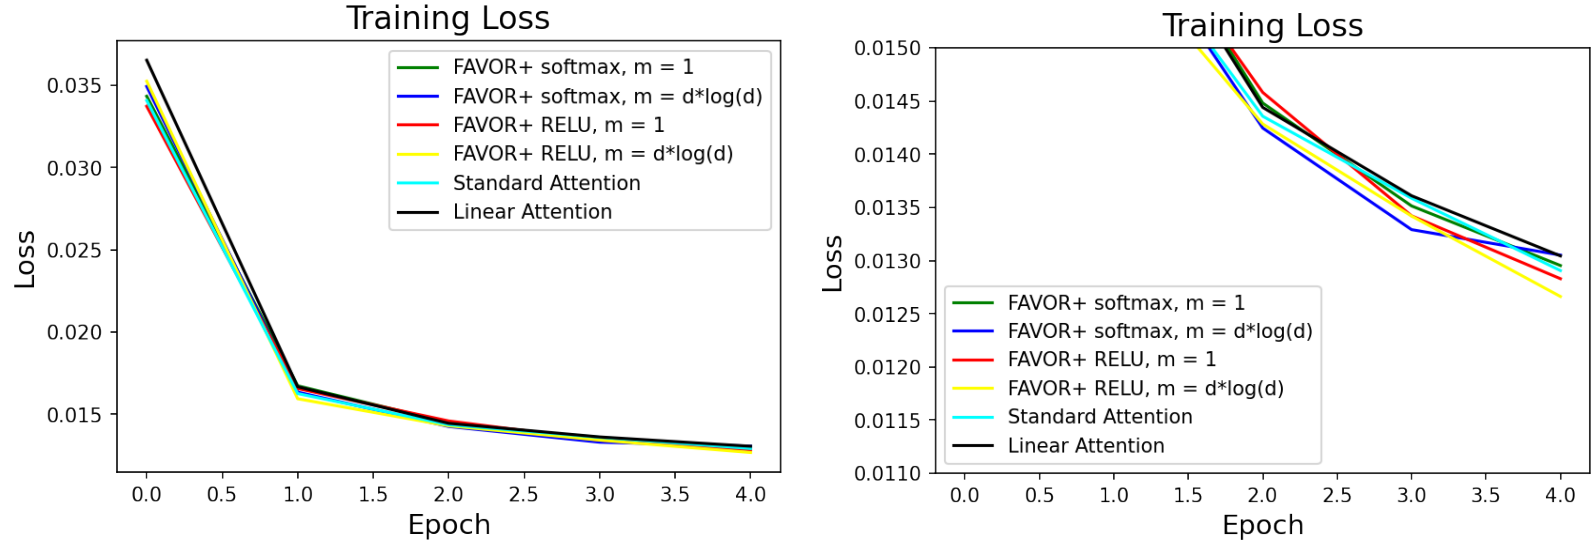 Training Loss
0.035
0.030
0.025
0.020
0.015
Loss
FAVOR+ softmax, m = 1
FAVOR+ softmax, m = d*log(d)
FAVOR+ RELU, m = 1
FAVOR+ RELU, m = d*log(d)
Standard Attention
Linear Attention
0.0 0.5 1.0 1.5 2.0 2.5 3.0 3.5 4.0
Epoch
Training Loss
0.0150
0.0145
0.0140
0.0135
0.0130
0.0125
0.0120
0.0115
0.0110
Loss
FAVOR+ softmax, m = 1
FAVOR+ softmax, m = d*log(d)
FAVOR+ RELU, m = 1
FAVOR+ RELU, m = d*log(d)
Standard Attention
Linear Attention
0.0 0.5 1.0 1.5 2.0 2.5 3.0 3.5 4.0
Epoch